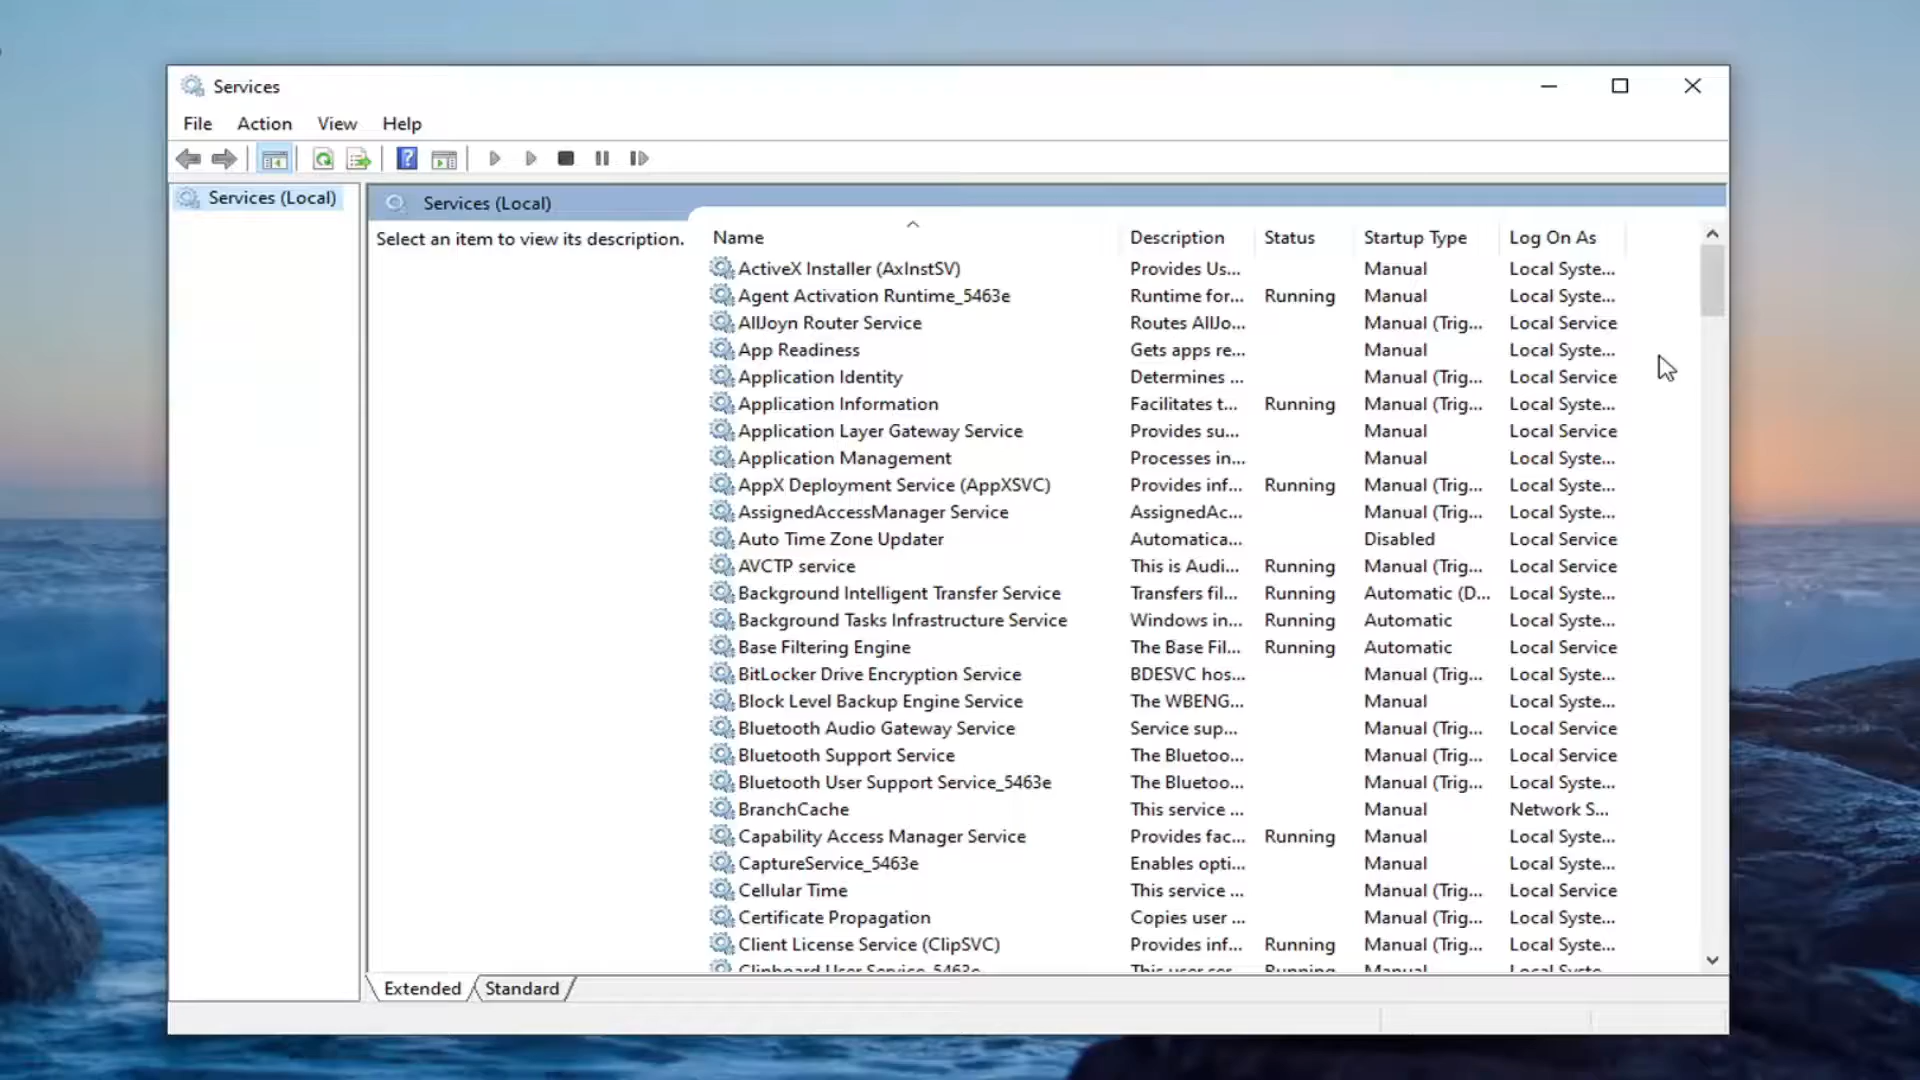 Services
File Action View Help
Services (Local)
Services (Local)
Select an item to view its description.
Name Description Status Startup Type Log On As
ActiveX Installer (AxInstSV) Provides Us... Manual Local Syste...
Agent Activation Runtime_5463e Runtime for... Running Manual Local Syste...
AllJoyn Router Service Routes AllJo... Manual (Trig... Local Service
App Readiness Gets apps re... Manual Local Syste...
Application Identity Determines ... Manual (Trig... Local Service
Application Information Facilitates t... Running Manual (Trig... Local Syste...
Application Layer Gateway Service Provides su... Manual Local Service
Application Management Processes in... Manual Local Syste...
AppX Deployment Service (AppXSVC) Provides inf... Running Manual (Trig... Local Syste...
AssignedAccessManager Service AssignedAc... Manual (Trig... Local Syste...
Auto Time Zone Updater Automatica... Disabled Local Service
AVCTP service This is Audi... Running Manual (Trig... Local Service
Background Intelligent Transfer Service Transfers fil... Running Automatic (D... Local Syste...
Background Tasks Infrastructure Service Windows in... Running Automatic Local Syste...
Base Filtering Engine The Base Fil... Running Automatic Local Service
BitLocker Drive Encryption Service BDESVC hos... Manual (Trig... Local Syste...
Block Level Backup Engine Service The WBENG... Manual Local Syste...
Bluetooth Audio Gateway Service Service sup... Manual (Trig... Local Service
Bluetooth Support Service The Bluetoo... Manual (Trig... Local Service
Bluetooth User Support Service_5463e The Bluetoo... Manual (Trig... Local Syste...
BranchCache This service ... Manual Network S...
Capability Access Manager Service Provides fac... Running Manual Local Syste...
CaptureService_5463e Enables opti... Manual Local Syste...
Cellular Time This service ... Manual (Trig... Local Service
Certificate Propagation Copies user ... Manual (Trig... Local Syste...
Client License Service (ClipSVC) Provides inf... Running Manual (Trig... Local Syste...
Clipboard User Service_5463e This user ser... Running Manual Local Syste...
Extended Standard